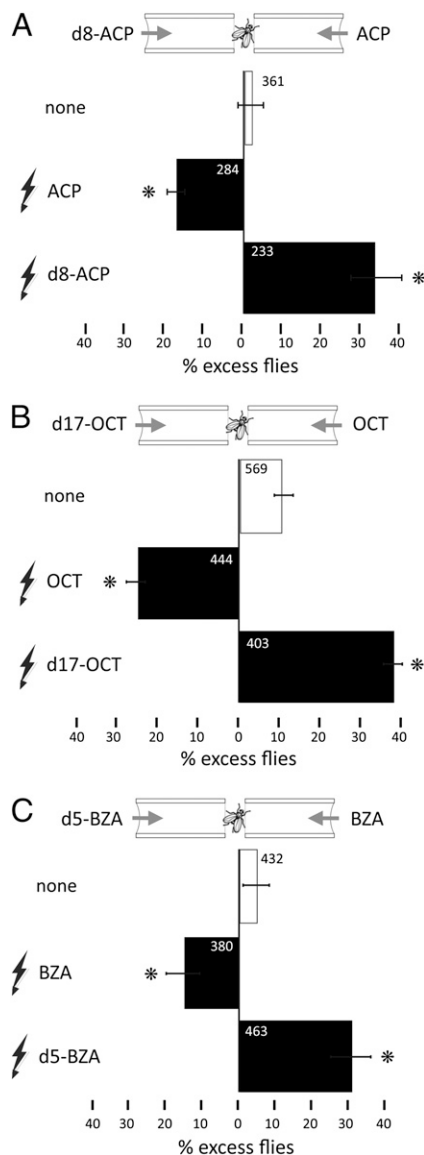 A
d8-ACP ACP
none 361
ACP 284 *
d8-ACP 233 *
40 30 20 10 0 10 20 30 40
% excess flies
B
d17-OCT OCT
none 569
OCT * 444
d17-OCT 403 *
40 30 20 10 0 10 20 30 40
% excess flies
C
d5-BZA BZA
none 432
BZA * 380
d5-BZA 463 *
40 30 20 10 0 10 20 30 40
% excess flies